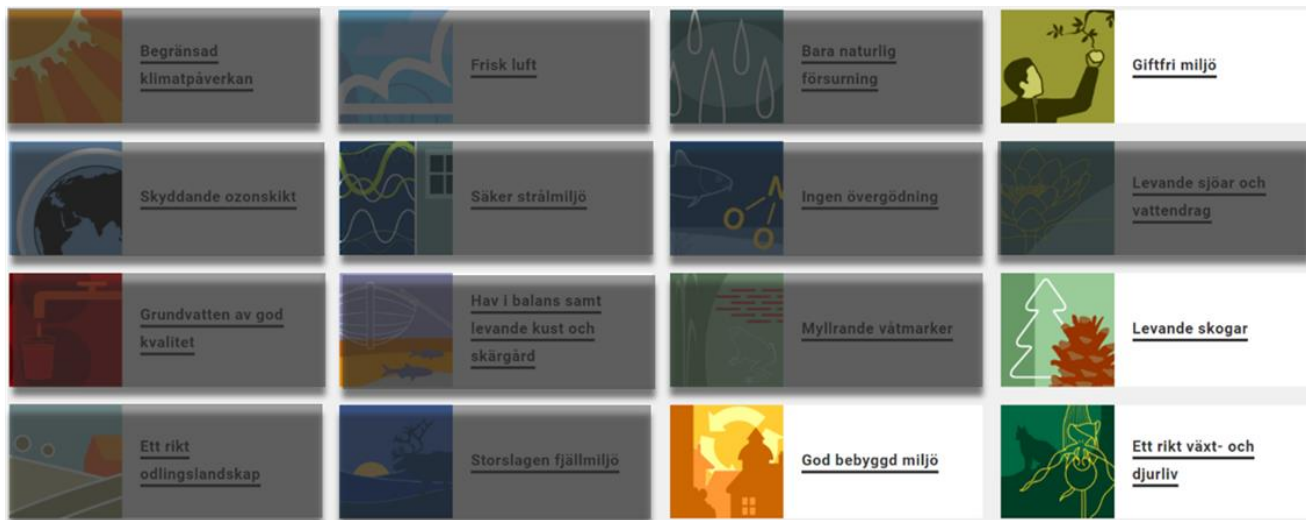 Begränsad
klimatpåverkan
Frisk luft
Bara naturlig
försurning
Giftfri miljö
Skyddande ozonskikt
Säker strålmiljö
Ingen övergödning
Levande sjöar och
vattendrag
Grundvatten av god
kvalitet
Hav i balans samt
levande kust och
skärgård
Myllrande våtmarker
Levande skogar
Ett rikt
odlingslandskap
Storslagen fjällmiljö
God bebyggd miljö
Ett rikt växt- och
djurliv